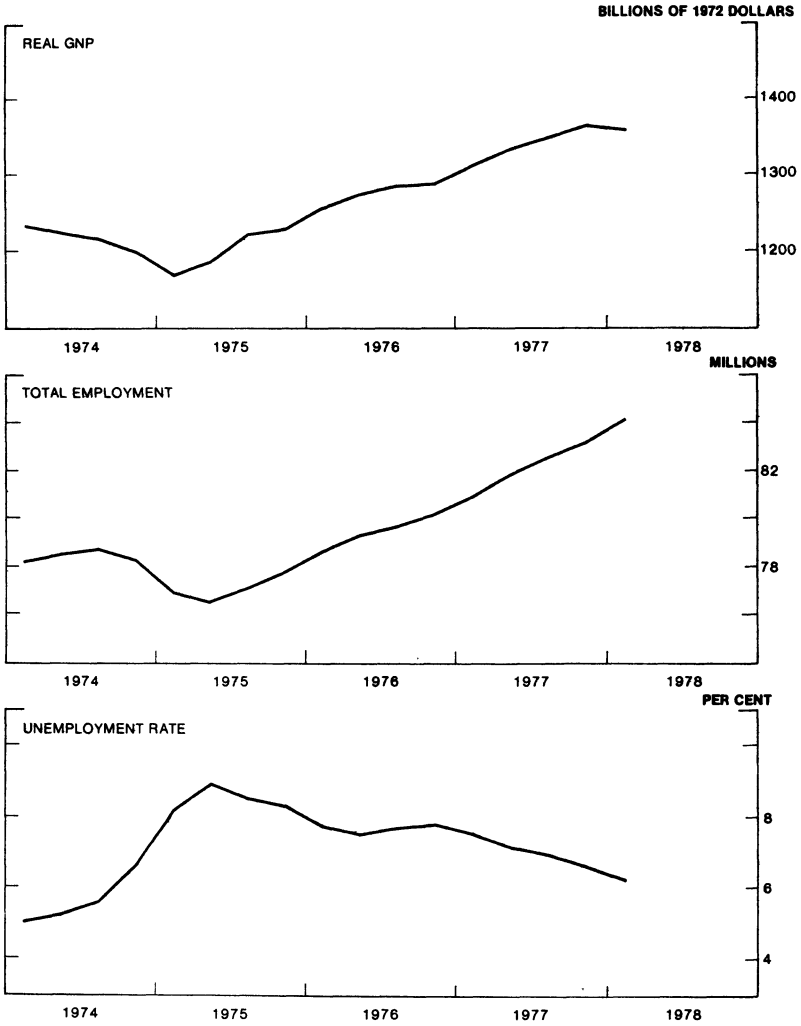 BILLIONS OF 1972 DOLLARS
REAL GNP
1400
1300
1200
1974 1975 1976 1977 1978
MILLIONS
TOTAL EMPLOYMENT
82
78
1974 1975 1976 1977 1978
PER CENT
UNEMPLOYMENT RATE
8
6
4
1974 1975 1976 1977 1978